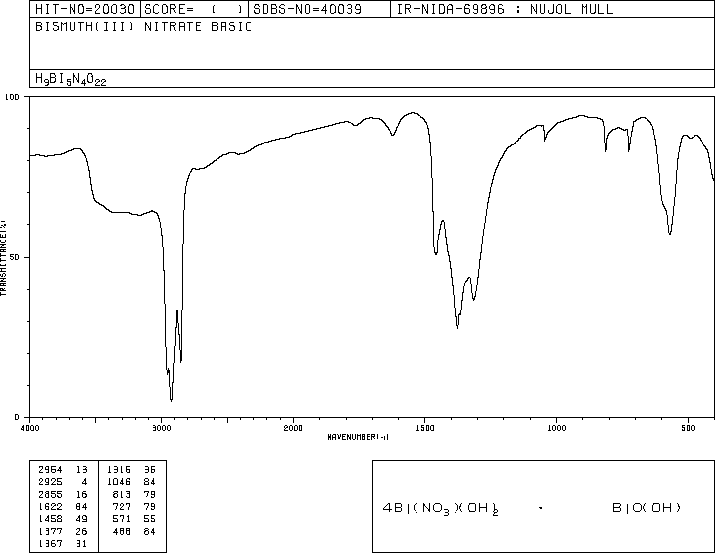 HIT-NO=20030 SCORE= ( ) SDBS-NO=40039 IR-NIDA-69896 : NUJOL MULL
BISMUTH(III) NITRATE BASIC
H9BI5N4O22
100
50
0
TRANSMITTANCE(%)
4000 3000 2000 1500 1000 500
WAVENUMBER(-1)
2954 13 1316 36
2925 4 1046 84
2855 16 813 79
1622 84 727 79
1458 49 571 55
1377 26 488 84
1367 31
4BI(NO3)(OH)2 · BIO(OH)